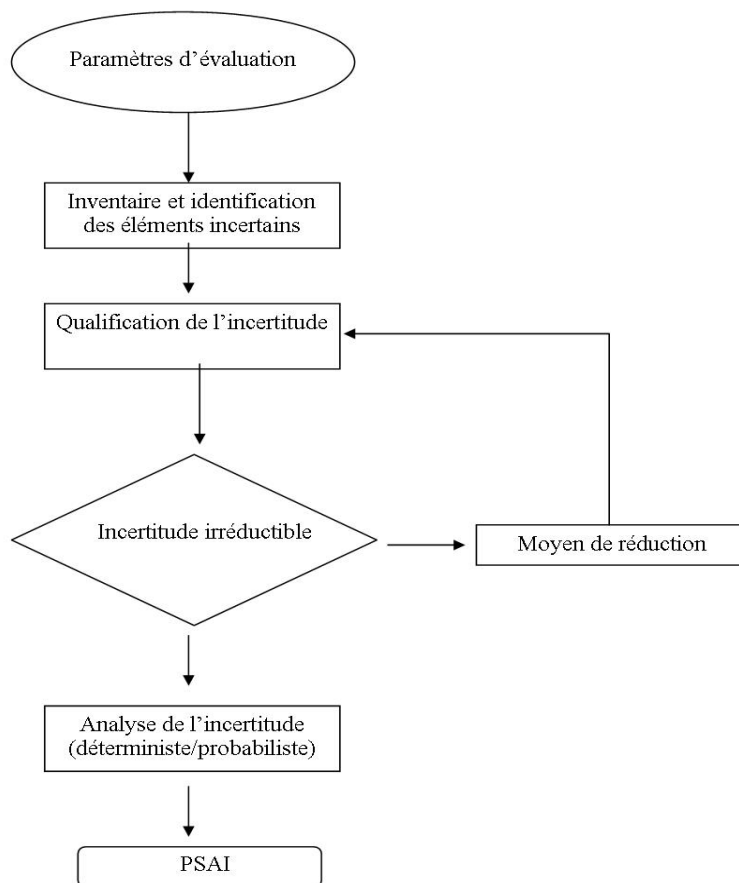 Paramètres d’évaluation
Inventaire et identification
des éléments incertains
Qualification de l’incertitude
Incertitude irréductible
Moyen de réduction
Analyse de l’incertitude
(déterministe/probabiliste)
PSAI